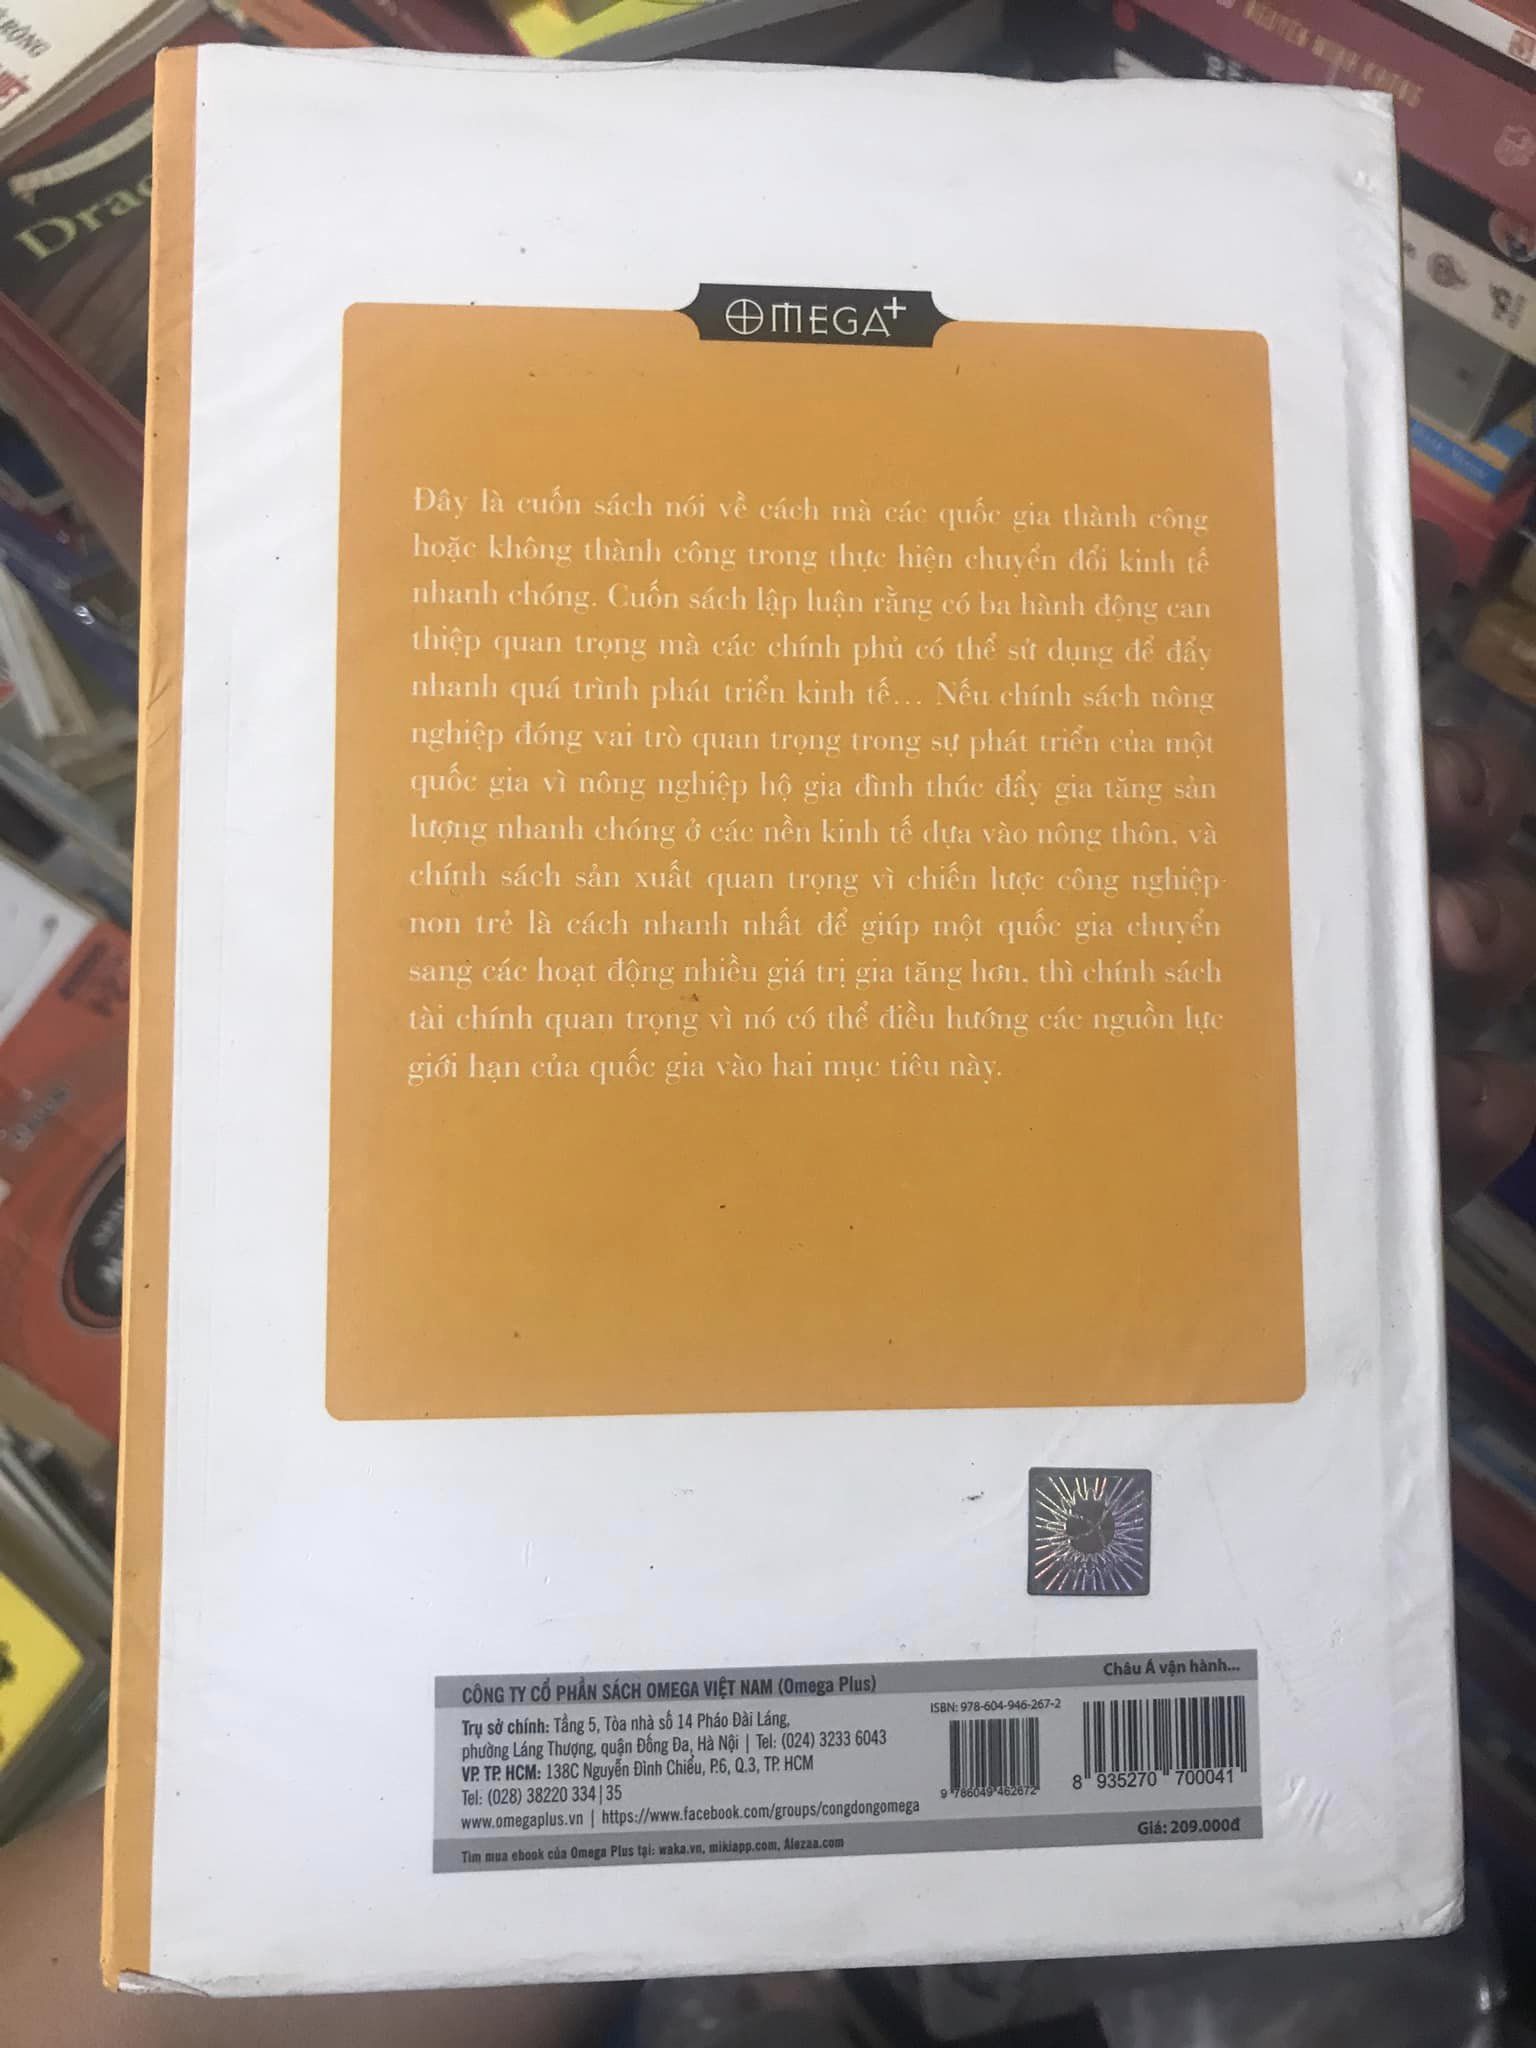 NGUYỄN MINH KHANG
Drac
OMEGA+
Đây là cuốn sách nói về cách mà các quốc gia thành công
hoặc không thành công trong thực hiện chuyển đổi kinh tế
nhanh chóng. Cuốn sách lập luận rằng có ba hành động can
thiệp quan trọng mà các chính phủ có thể sử dụng để đẩy
nhanh quá trình phát triển kinh tế... Nếu chính sách nông
nghiệp đóng vai trò quan trọng trong sự phát triển của một
quốc gia vì nông nghiệp hộ gia đình thúc đẩy gia tăng sản
lượng nhanh chóng ở các nền kinh tế dựa vào nông thôn, và
chính sách sản xuất quan trọng vì chiến lược công nghiệp
non trẻ là cách nhanh nhất để giúp một quốc gia chuyển
sang các hoạt động nhiều giá trị gia tăng hơn, thì chính sách
tài chính quan trọng vì nó có thể điều hướng các nguồn lực
giới hạn của quốc gia vào hai mục tiêu này.
CÔNG TY CỔ PHẦN SÁCH OMEGA VIỆT NAM (Omega Plus)
Châu Á vận hành...
Trụ sở chính: Tầng 5, Tòa nhà số 14 Pháo Đài Láng,
phường Láng Thượng, quận Đống Đa, Hà Nội | Tel: (024) 3233 6043
VP. TP. HCM: 138C Nguyễn Đình Chiểu, P.6, Q.3, TP. HCM
Tel: (028) 38220 334 | 35
www.omegaplus.vn | https://www.facebook.com/groups/congdongomega
ISBN: 978-604-946-267-2
9 786049 462672
8 935270 700041
Giá: 209.000đ
Tìm mua ebook của Omega Plus tại: waka.vn, mikiapp.com, Alezaa.com